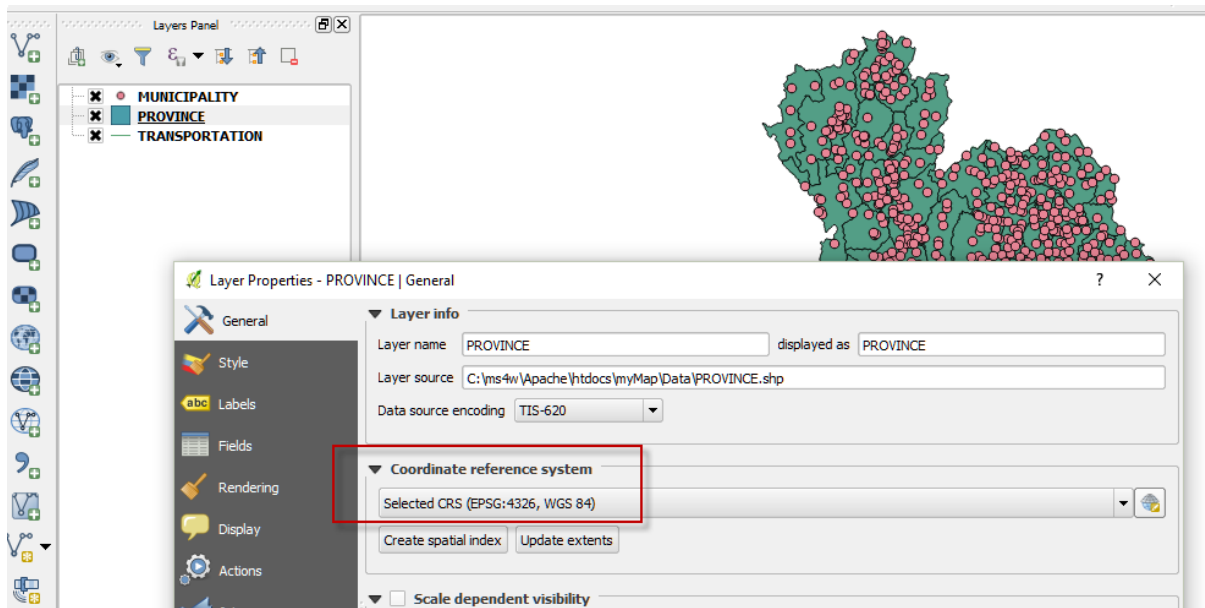 Layers Panel
MUNICIPALITY
PROVINCE
TRANSPORTATION
Layer Properties - PROVINCE | General
?
General
Style
abc Labels
Fields
Rendering
Display
Actions
Layer info
Layer name PROVINCE displayed as PROVINCE
Layer source C:\ms4w\Apache\htdocs\myMap\Data\PROVINCE.shp
Data source encoding TIS-620
Coordinate reference system
Selected CRS (EPSG:4326, WGS 84)
Create spatial index Update extents
Scale dependent visibility